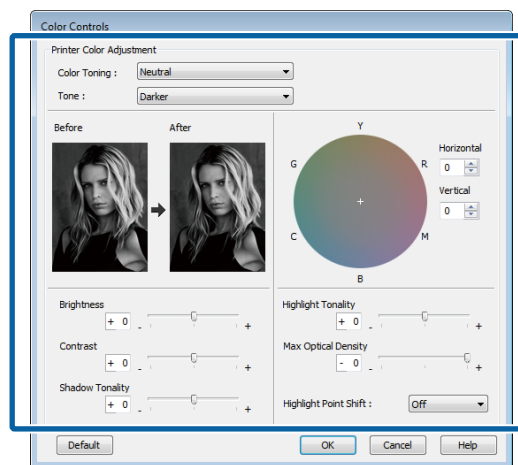 Color Controls
Printer Color Adjustment
Color Toning : Neutral
Tone : Darker
Before After
Y
G R
C M
B
Horizontal
0
Vertical
0
Brightness
+ 0 - +
Contrast
+ 0 - +
Shadow Tonality
+ 0 - +
Highlight Tonality
+ 0 - +
Max Optical Density
- 0 - +
Highlight Point Shift : Off
Default OK Cancel Help